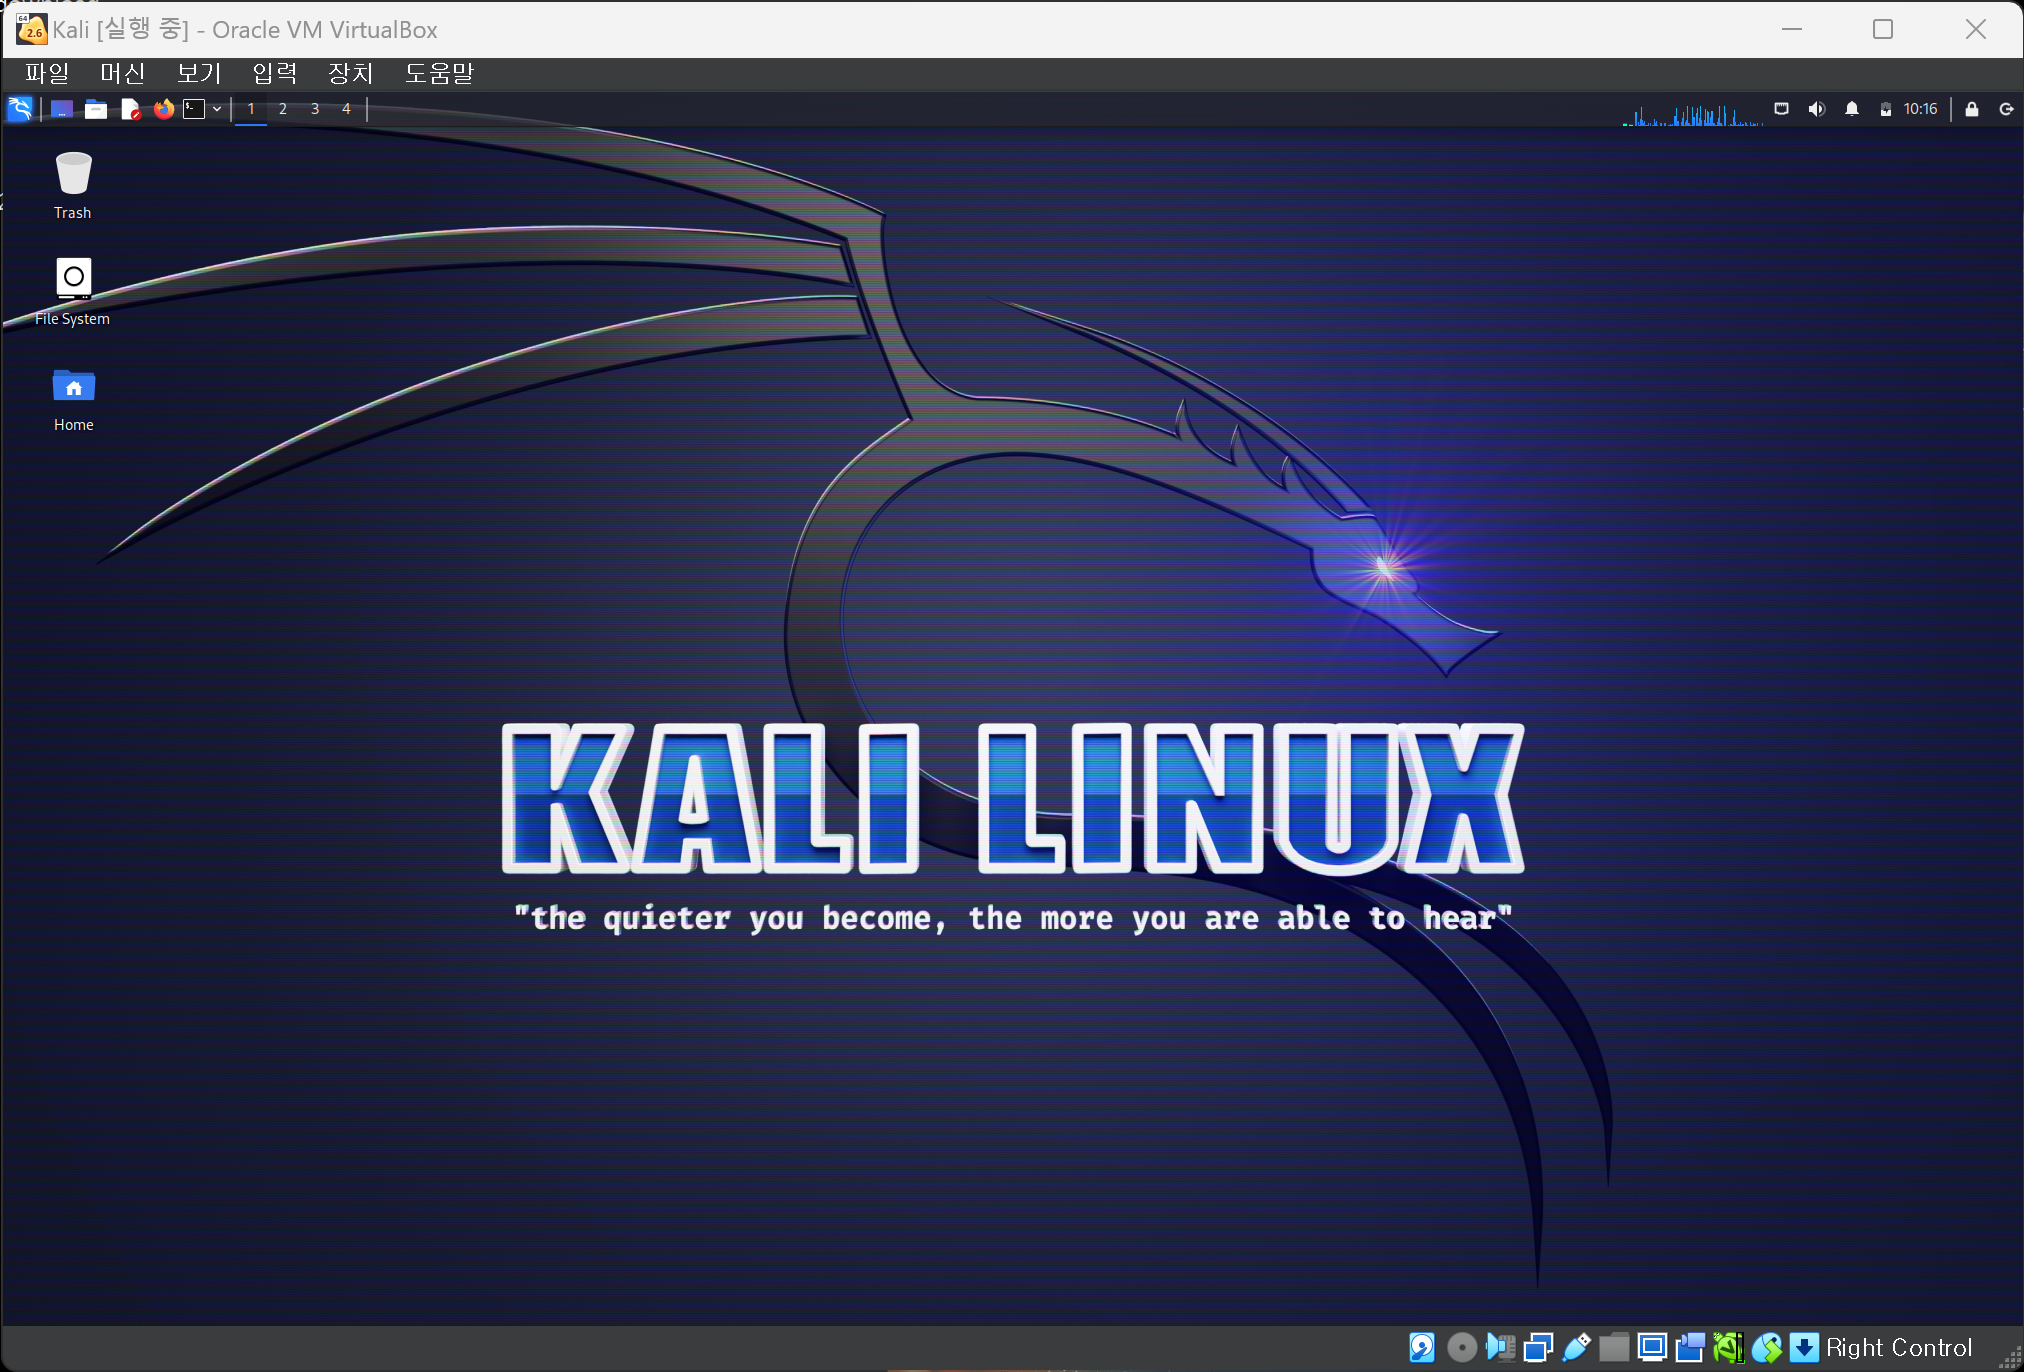 Kali [실행 중] - Oracle VM VirtualBox
파일 머신 보기 입력 장치 도움말
1 2 3 4 10:16
Trash
File System
Home
KALI LINUX
"the quieter you become, the more you are able to hear"
Right Control